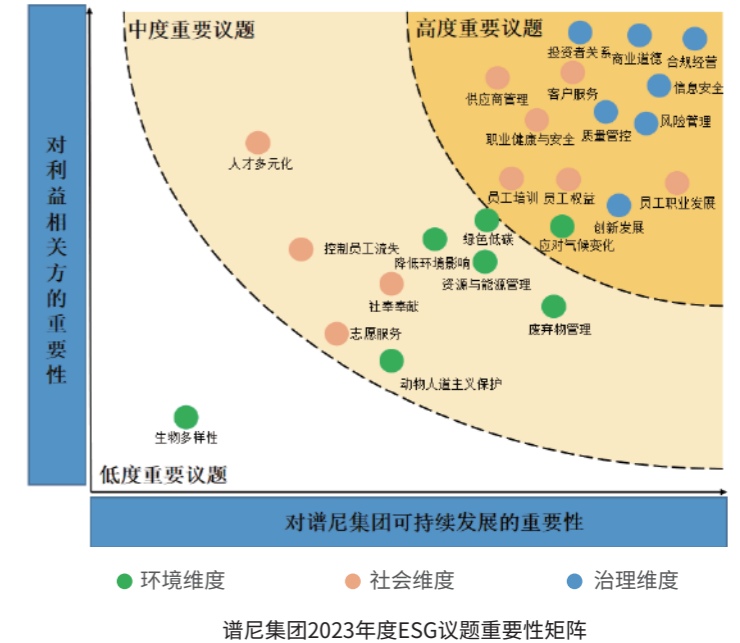 中度重要议题
高度重要议题
投资者关系
商业道德
合规经营
供应商管理
客户服务
信息安全
职业健康与安全
质量管控
风险管理
人才多元化
员工培训
员工权益
员工职业发展
创新发展
绿色低碳
应对气候变化
控制员工流失
降低环境影响
资源与能源管理
社奉奉献
废弃物管理
志愿服务
动物人道主义保护
生物多样性
低度重要议题
对利益相关方的重要性
对谱尼集团可持续发展的重要性
环境维度
社会维度
治理维度
谱尼集团2023年度ESG议题重要性矩阵